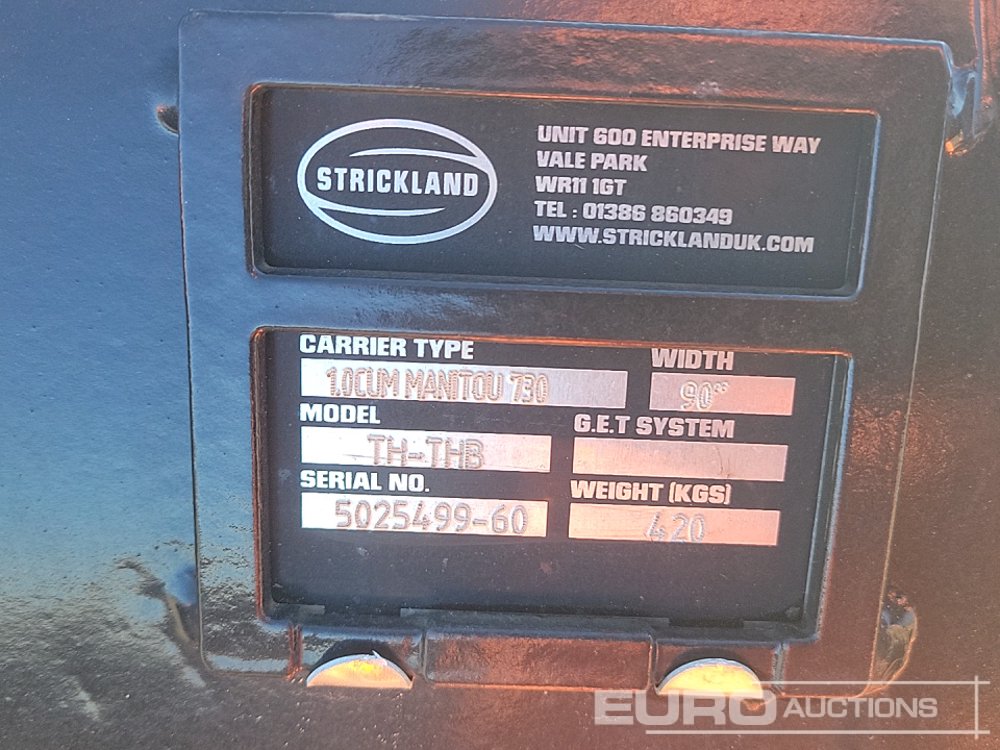 STRICKLAND
UNIT 600 ENTERPRISE WAY
VALE PARK
WR11 1GT
TEL : 01386 860349
WWW.STRICKLANDUK.COM
CARRIER TYPE
1.0CUM MANITOU 730
WIDTH
90"
MODEL
TH-THB
G.E.T SYSTEM
SERIAL NO.
5025499-60
WEIGHT (KGS)
420
EURO AUCTIONS